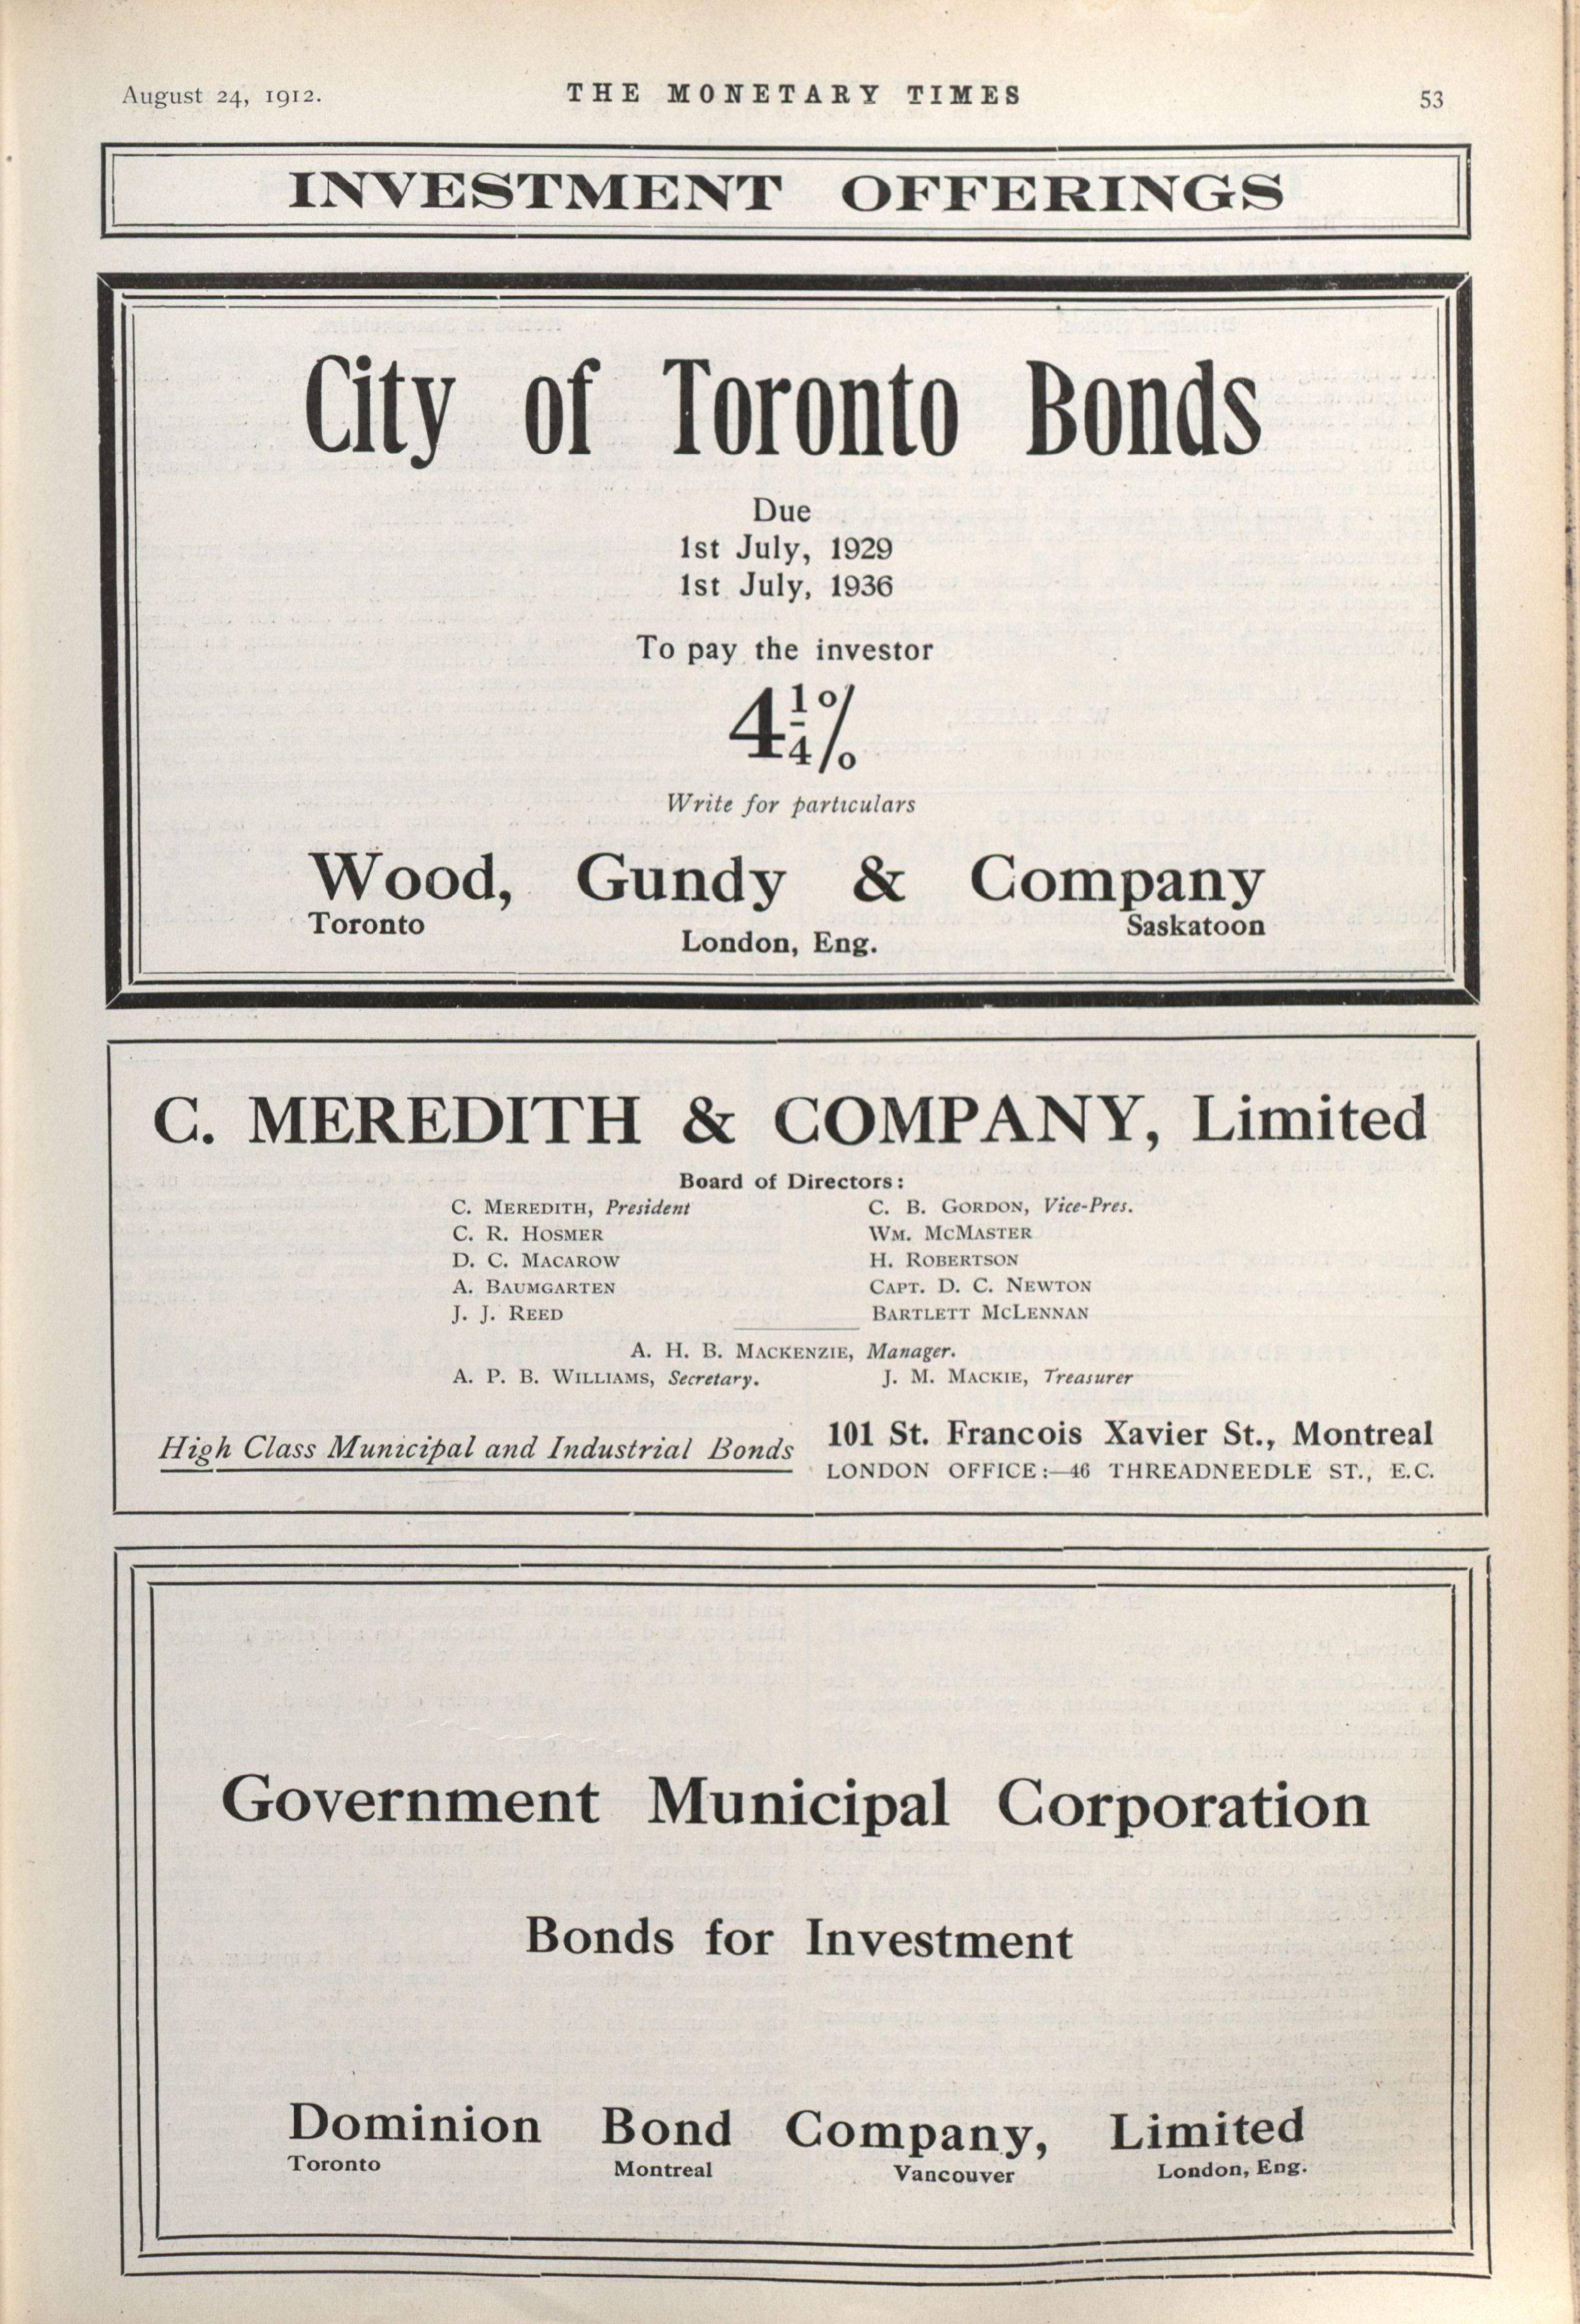 August 24, 1912.
THE MONETARY TIMES
53
INVESTMENT OFFERINGS
City of Toronto Bonds
Due
1st July, 1929
1st July, 1936
To pay the investor
4¼%
Write for particulars
Wood, Gundy & Company
Toronto
London, Eng.
Saskatoon
C. MEREDITH & COMPANY, Limited
Board of Directors:
C. MEREDITH, President
C. B. GORDON, Vice-Pres.
C. R. HOSMER
WM. MCMASTER
D. C. MACAROW
H. ROBERTSON
A. BAUMGARTEN
CAPT. D. C. NEWTON
J. J. REED
BARTLETT MCLENNAN
A. H. B. MACKENZIE, Manager.
A. P. B. WILLIAMS, Secretary.
J. M. MACKIE, Treasurer
High Class Municipal and Industrial Bonds
101 St. Francois Xavier St., Montreal
LONDON OFFICE:—46 THREADNEEDLE ST., E.C.
Government Municipal Corporation
Bonds for Investment
Dominion Bond Company, Limited
Toronto
Montreal
Vancouver
London, Eng.